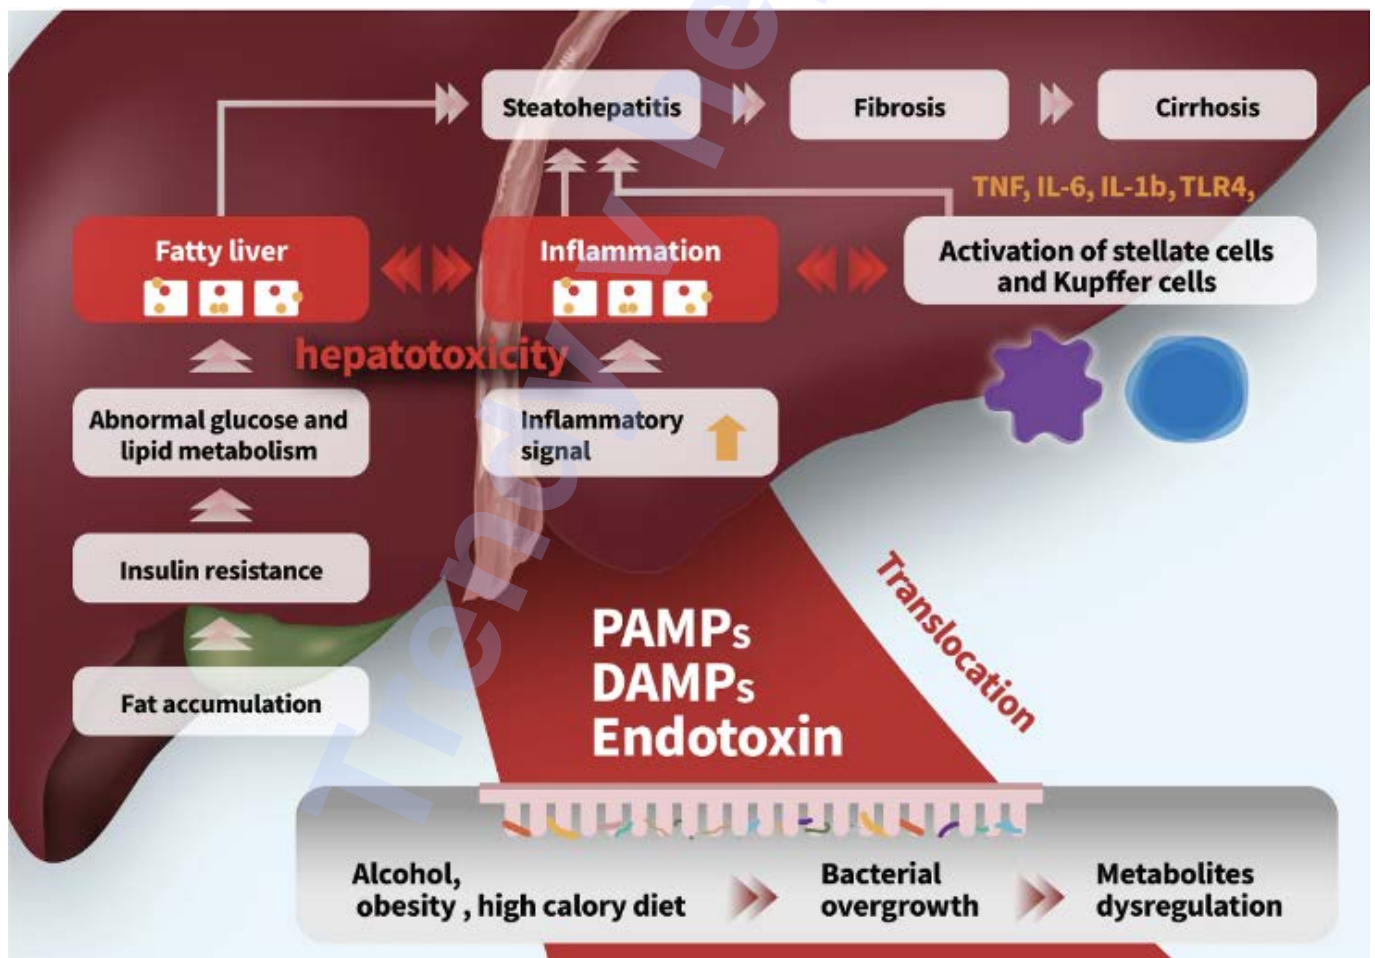 Steatohepatitis
Fibrosis
Cirrhosis
TNF, IL-6, IL-1b, TLR4,
Fatty liver
Inflammation
Activation of stellate cells
and Kupffer cells
hepatotoxicity
Abnormal glucose and
lipid metabolism
Inflammatory
signal
Insulin resistance
Fat accumulation
PAMPs
DAMPs
Endotoxin
Translocation
Alcohol,
obesity , high calory diet
Bacterial
overgrowth
Metabolites
dysregulation
Trendy